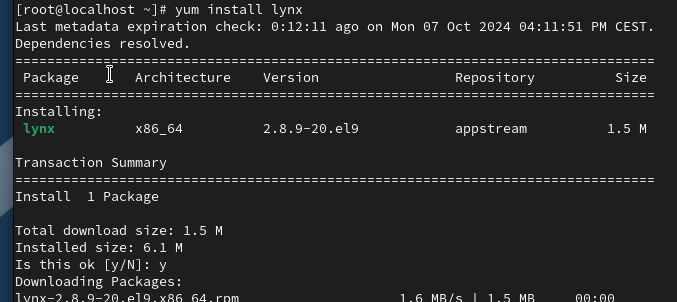 [root@localhost ~]# yum install lynx
Last metadata expiration check: 0:12:11 ago on Mon 07 Oct 2024 04:11:51 PM CEST.
Dependencies resolved.
================================================================================
 Package       Architecture   Version                 Repository          Size
================================================================================
Installing:
 lynx          x86_64         2.8.9-20.el9            appstream          1.5 M

Transaction Summary
================================================================================
Install  1 Package

Total download size: 1.5 M
Installed size: 6.1 M
Is this ok [y/N]: y
Downloading Packages:
lynx-2.8.9-20.el9.x86_64.rpm                    1.6 MB/s | 1.5 MB     00:00